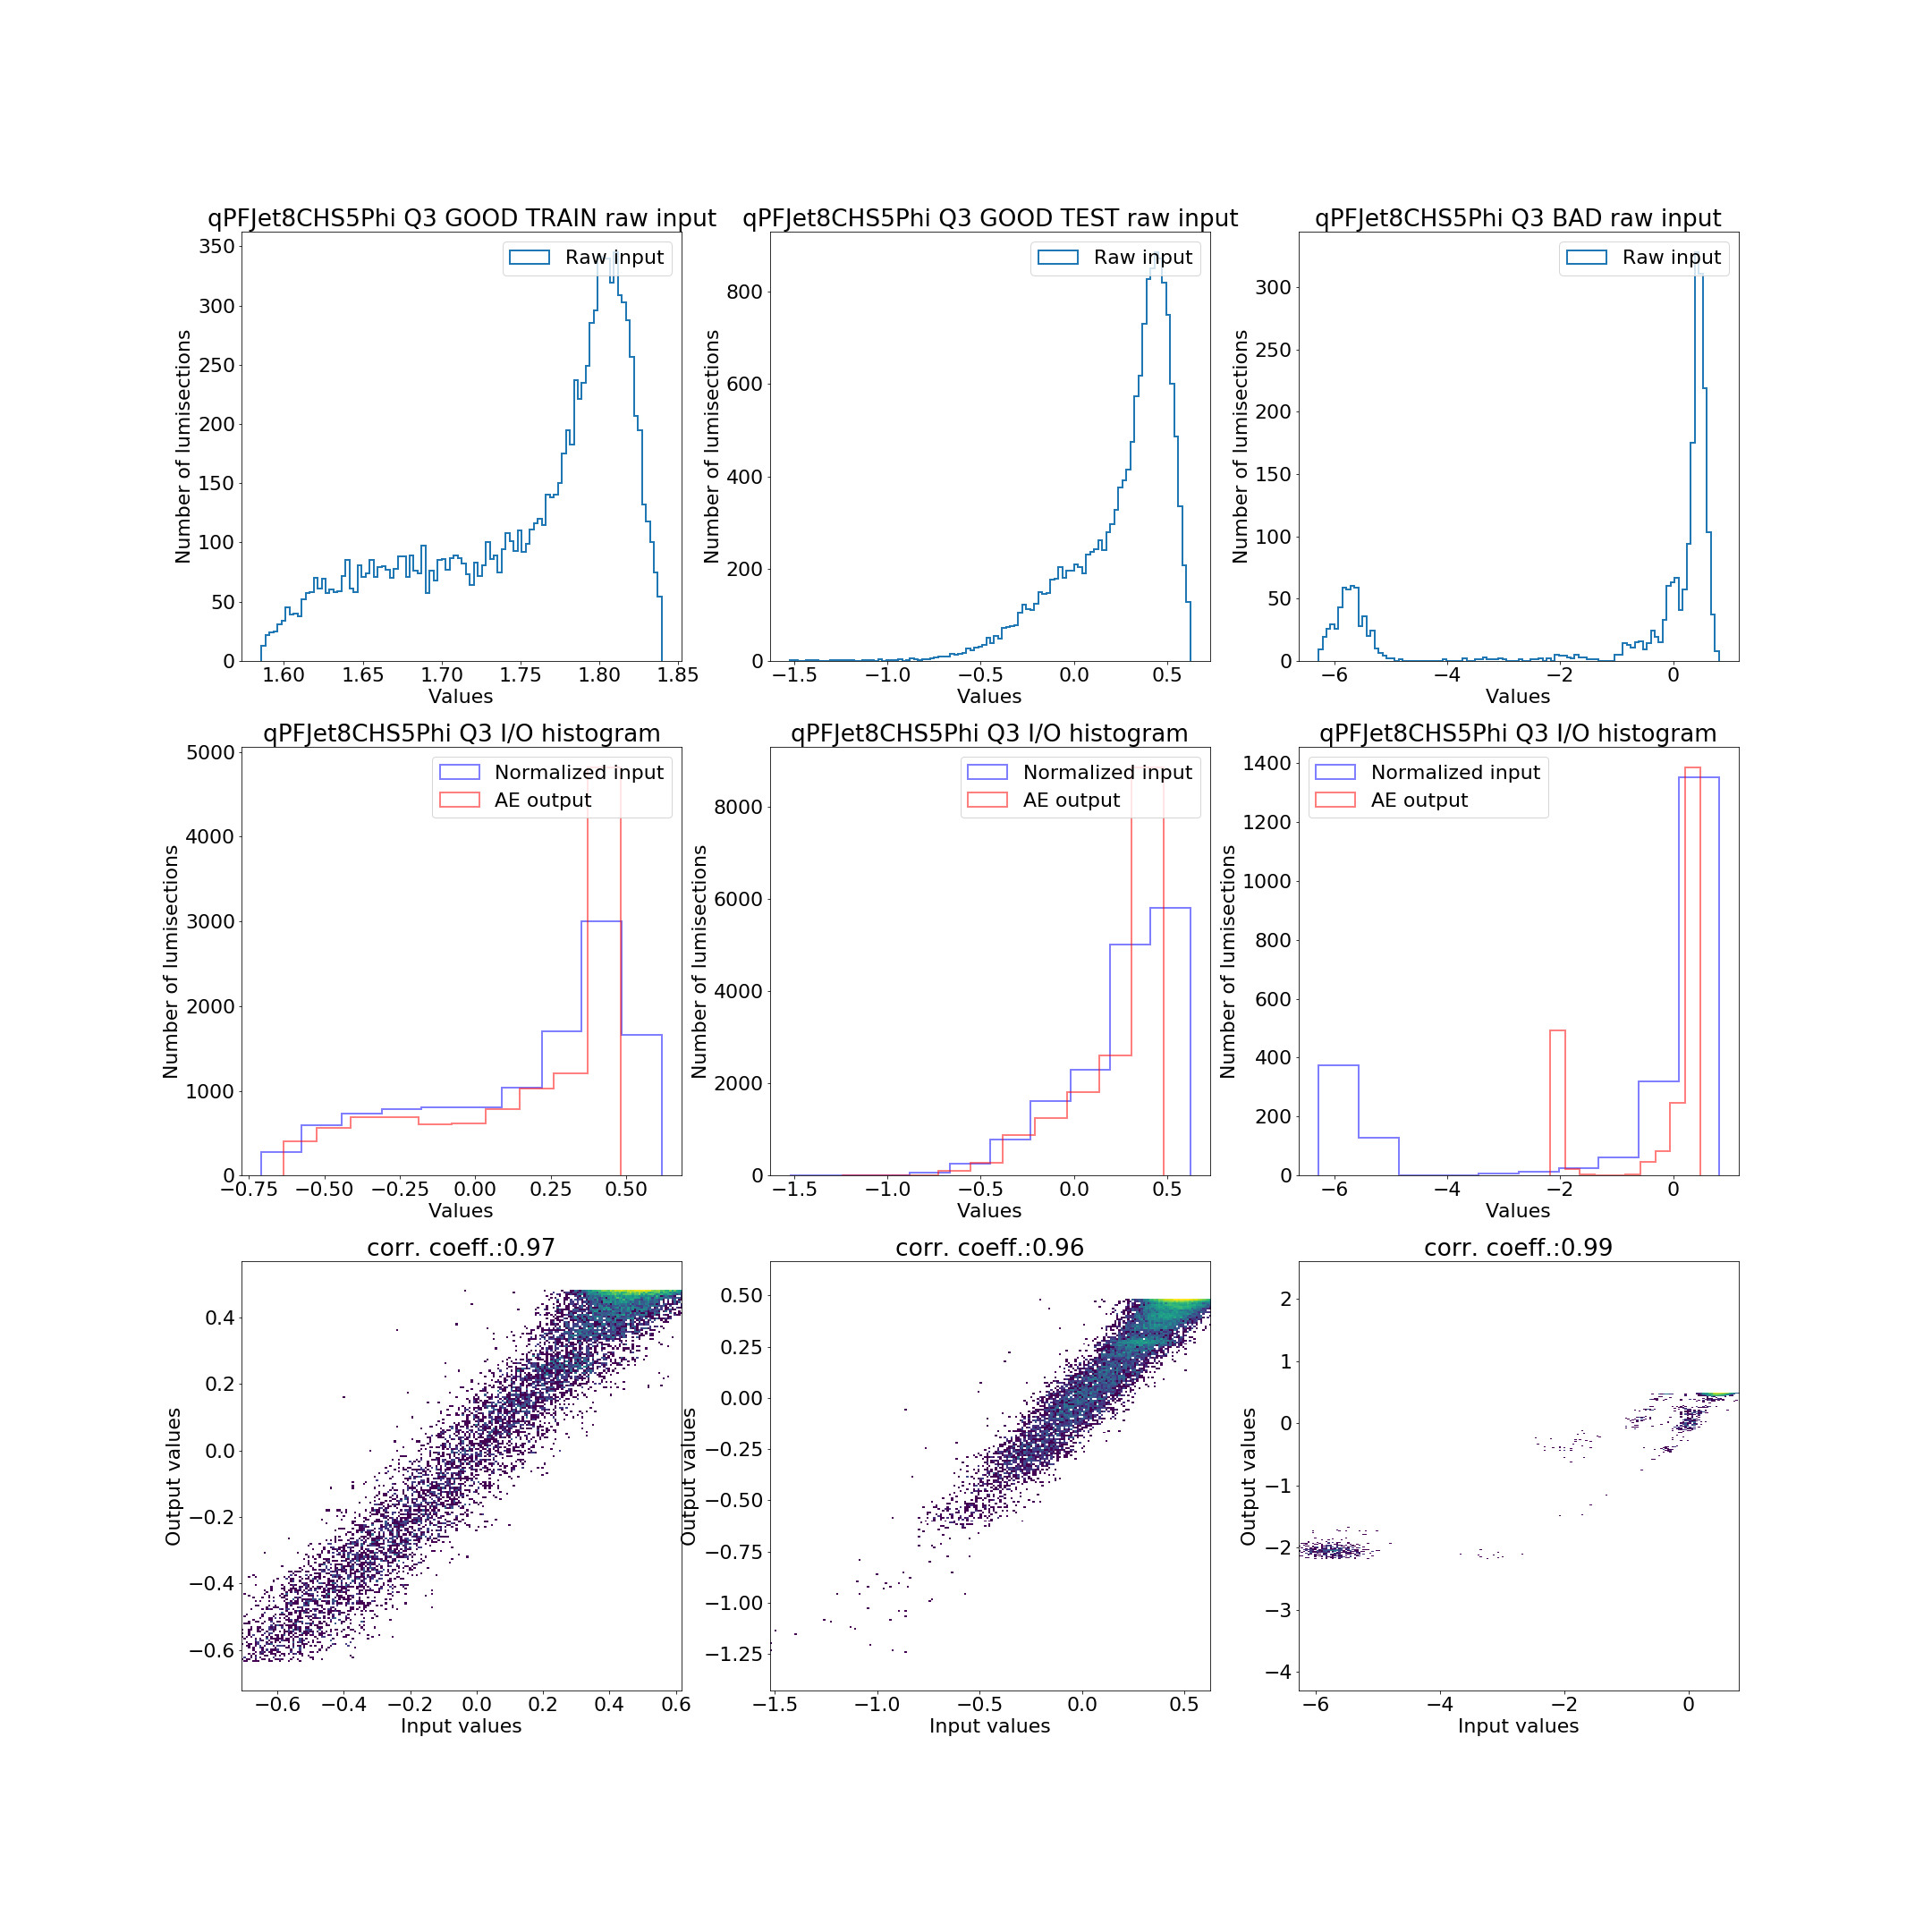 qPFJet8CHS5Phi Q3 GOOD TRAIN raw input
Raw input
Number of lumisections
350
300
250
200
150
100
50
0
1.60 1.65 1.70 1.75 1.80 1.85
Values
qPFJet8CHS5Phi Q3 GOOD TEST raw input
Raw input
Number of lumisections
800
600
400
200
0
−1.5 −1.0 −0.5 0.0 0.5
Values
qPFJet8CHS5Phi Q3 BAD raw input
Raw input
Number of lumisections
300
250
200
150
100
50
0
−6 −4 −2 0
Values
qPFJet8CHS5Phi Q3 I/O histogram
Normalized input
AE output
Number of lumisections
5000
4000
3000
2000
1000
0
−0.75 −0.50 −0.25 0.00 0.25 0.50
Values
qPFJet8CHS5Phi Q3 I/O histogram
Normalized input
AE output
Number of lumisections
8000
6000
4000
2000
0
−1.5 −1.0 −0.5 0.0 0.5
Values
qPFJet8CHS5Phi Q3 I/O histogram
Normalized input
AE output
Number of lumisections
1400
1200
1000
800
600
400
200
0
−6 −4 −2 0
Values
corr. coeff.:0.97
Output values
0.4
0.2
0.0
−0.2
−0.4
−0.6
−0.6 −0.4 −0.2 0.0 0.2 0.4 0.6
Input values
corr. coeff.:0.96
Output values
0.50
0.25
0.00
−0.25
−0.50
−0.75
−1.00
−1.25
−1.5 −1.0 −0.5 0.0 0.5
Input values
corr. coeff.:0.99
Output values
2
1
0
−1
−2
−3
−4
−6 −4 −2 0
Input values